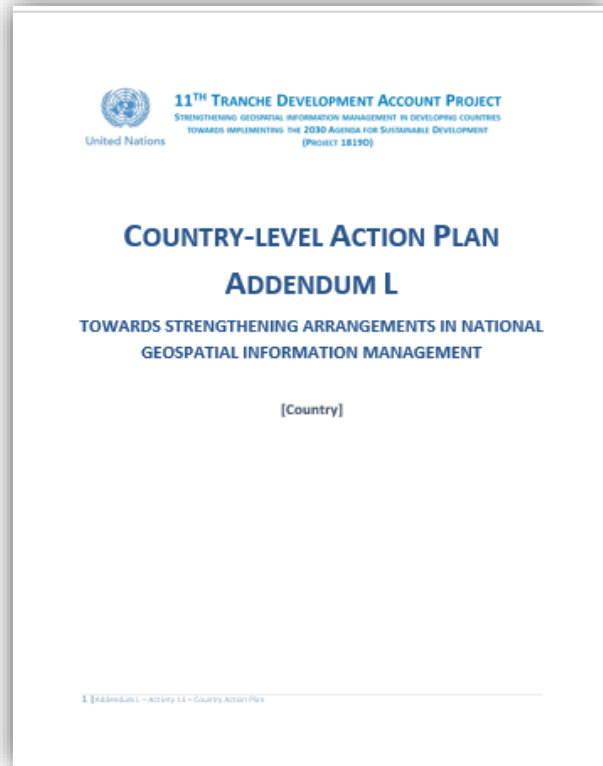 11TH TRANCHE DEVELOPMENT ACCOUNT PROJECT
STRENGTHENING GEOSPATIAL INFORMATION MANAGEMENT IN DEVELOPING COUNTRIES
TOWARDS IMPLEMENTING THE 2030 AGENDA FOR SUSTAINABLE DEVELOPMENT
(PROJECT 1819D)
United Nations
COUNTRY-LEVEL ACTION PLAN
ADDENDUM L
TOWARDS STRENGTHENING ARRANGEMENTS IN NATIONAL
GEOSPATIAL INFORMATION MANAGEMENT
[Country]
1 | Addendum L – Activity 13 – Country Action Plan